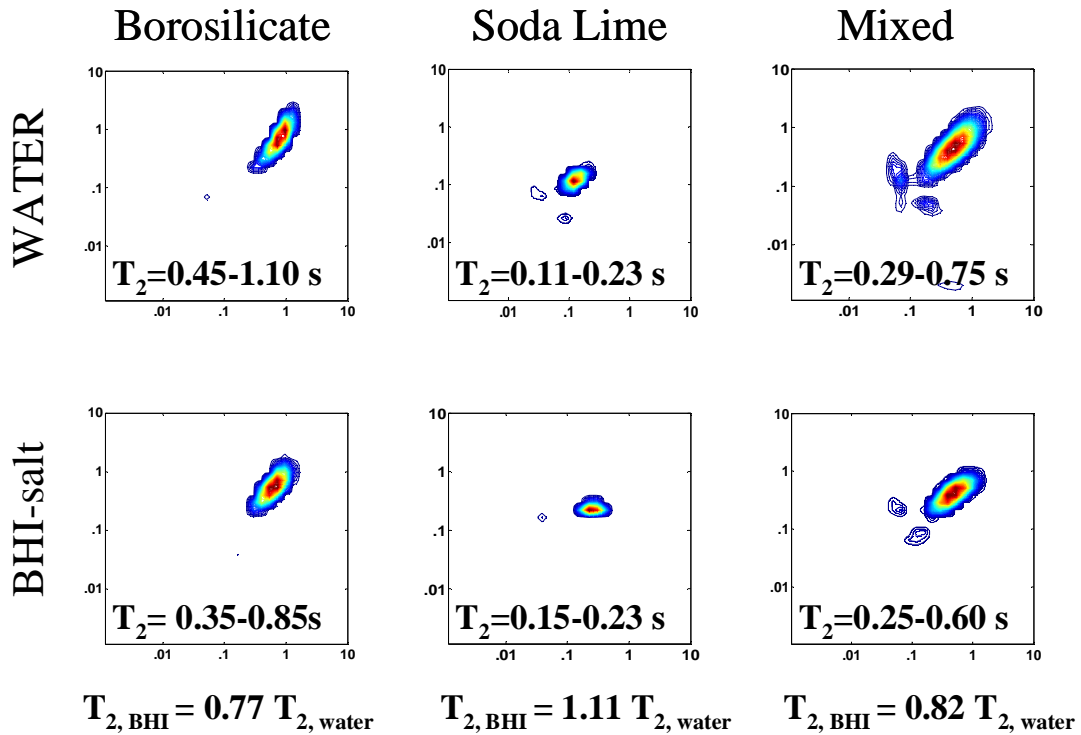 Borosilicate Soda Lime Mixed
WATER
10 10 10
1 1 1
.1 .1 .1
.01 .01 .01
T2=0.45-1.10 s T2=0.11-0.23 s T2=0.29-0.75 s
.01 .1 1 10 .01 .1 1 10 .01 .1 1 10
BHI-salt
10 10 10
1 1 1
.1 .1 .1
.01 .01 .01
T2= 0.35-0.85s T2=0.15-0.23 s T2=0.25-0.60 s
.01 .1 1 10 .01 .1 1 10 .01 .1 1 10
T2, BHI = 0.77 T2, water T2, BHI = 1.11 T2, water T2, BHI = 0.82 T2, water